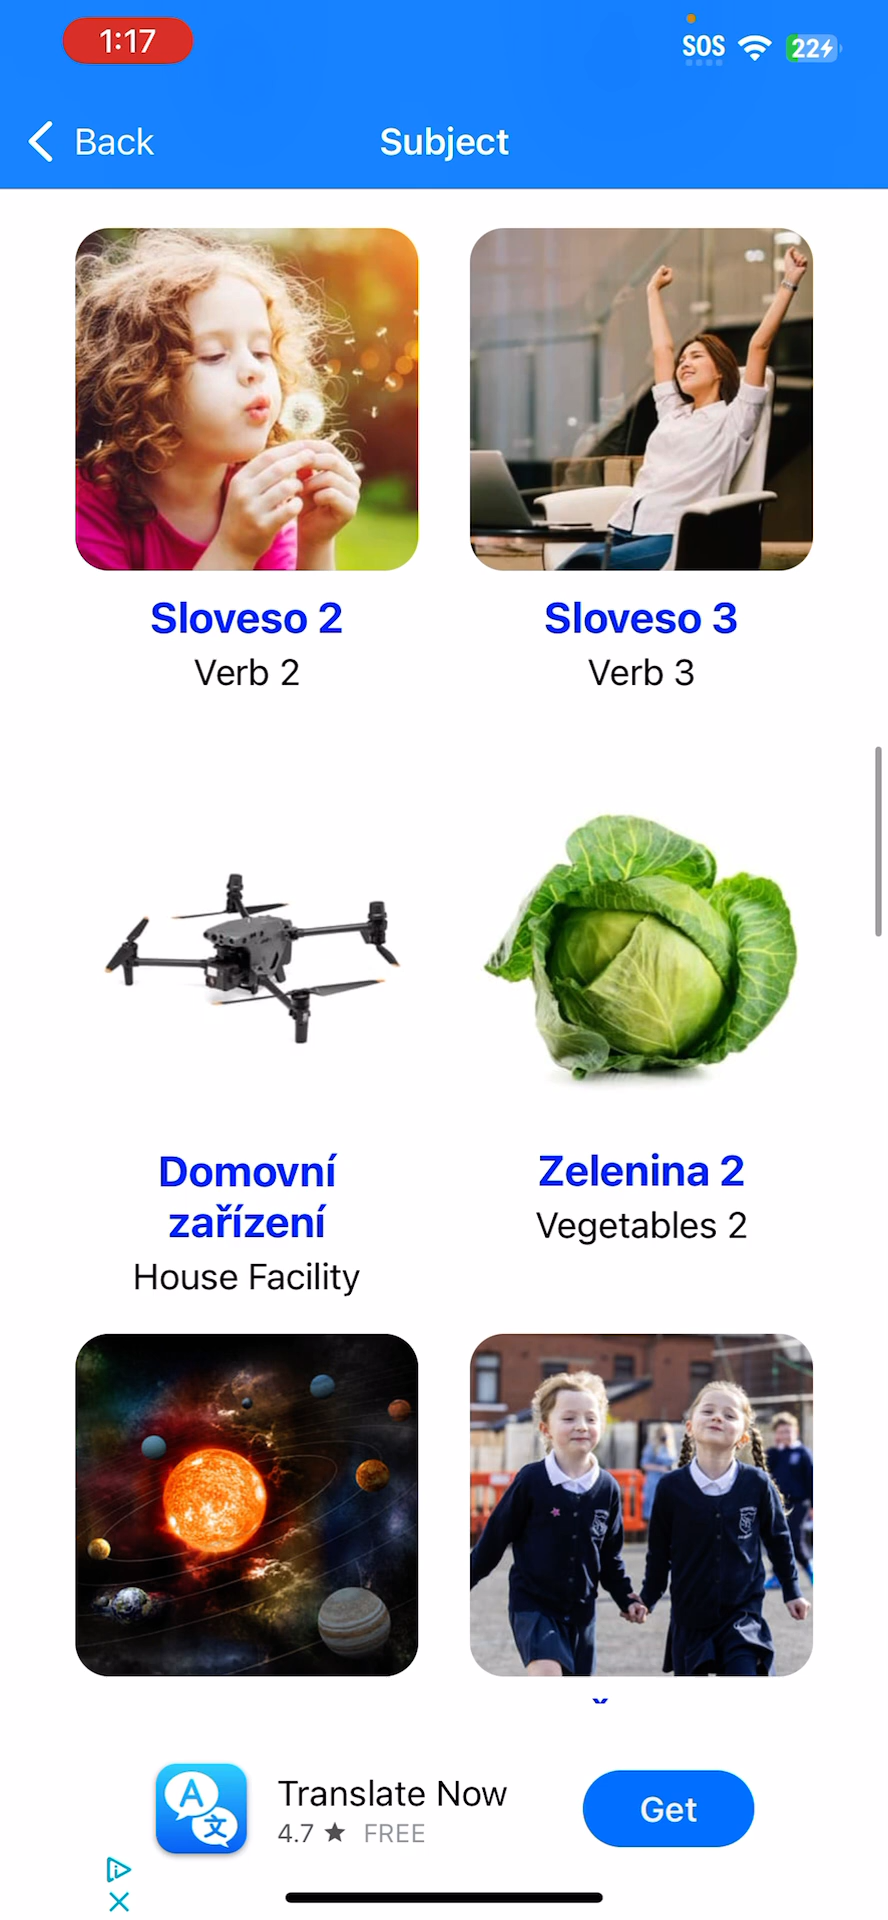 1:17
SOS
22
Back
Subject
Sloveso 2
Sloveso 3
Verb 2
Verb 3
Domovní
zařízení
House Facility
Zelenina 2
Vegetables 2
Translate Now
4.7 ★ FREE
Get